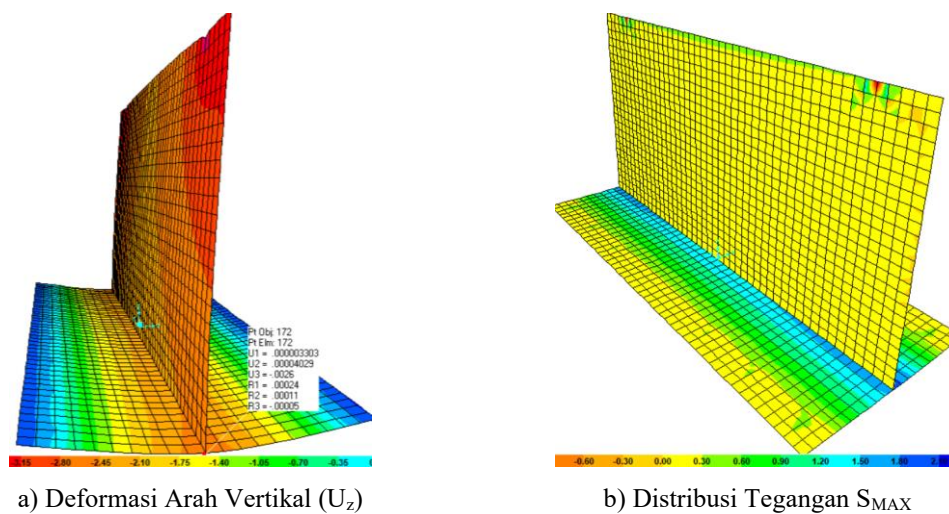 Pt Obj: 172
Pt Elm: 172
U1 = .000003303
U2 = .00004029
U3 = -.0026
R1 = .00024
R2 = .00011
R3 = -.00005
-2.80 -2.45 -2.10 -1.75 -1.40 -1.05 -0.70 -0.35
-0.60 -0.30 0.00 0.30 0.60 0.90 1.20 1.50 1.80
a) Deformasi Arah Vertikal (Uz)
b) Distribusi Tegangan SMAX